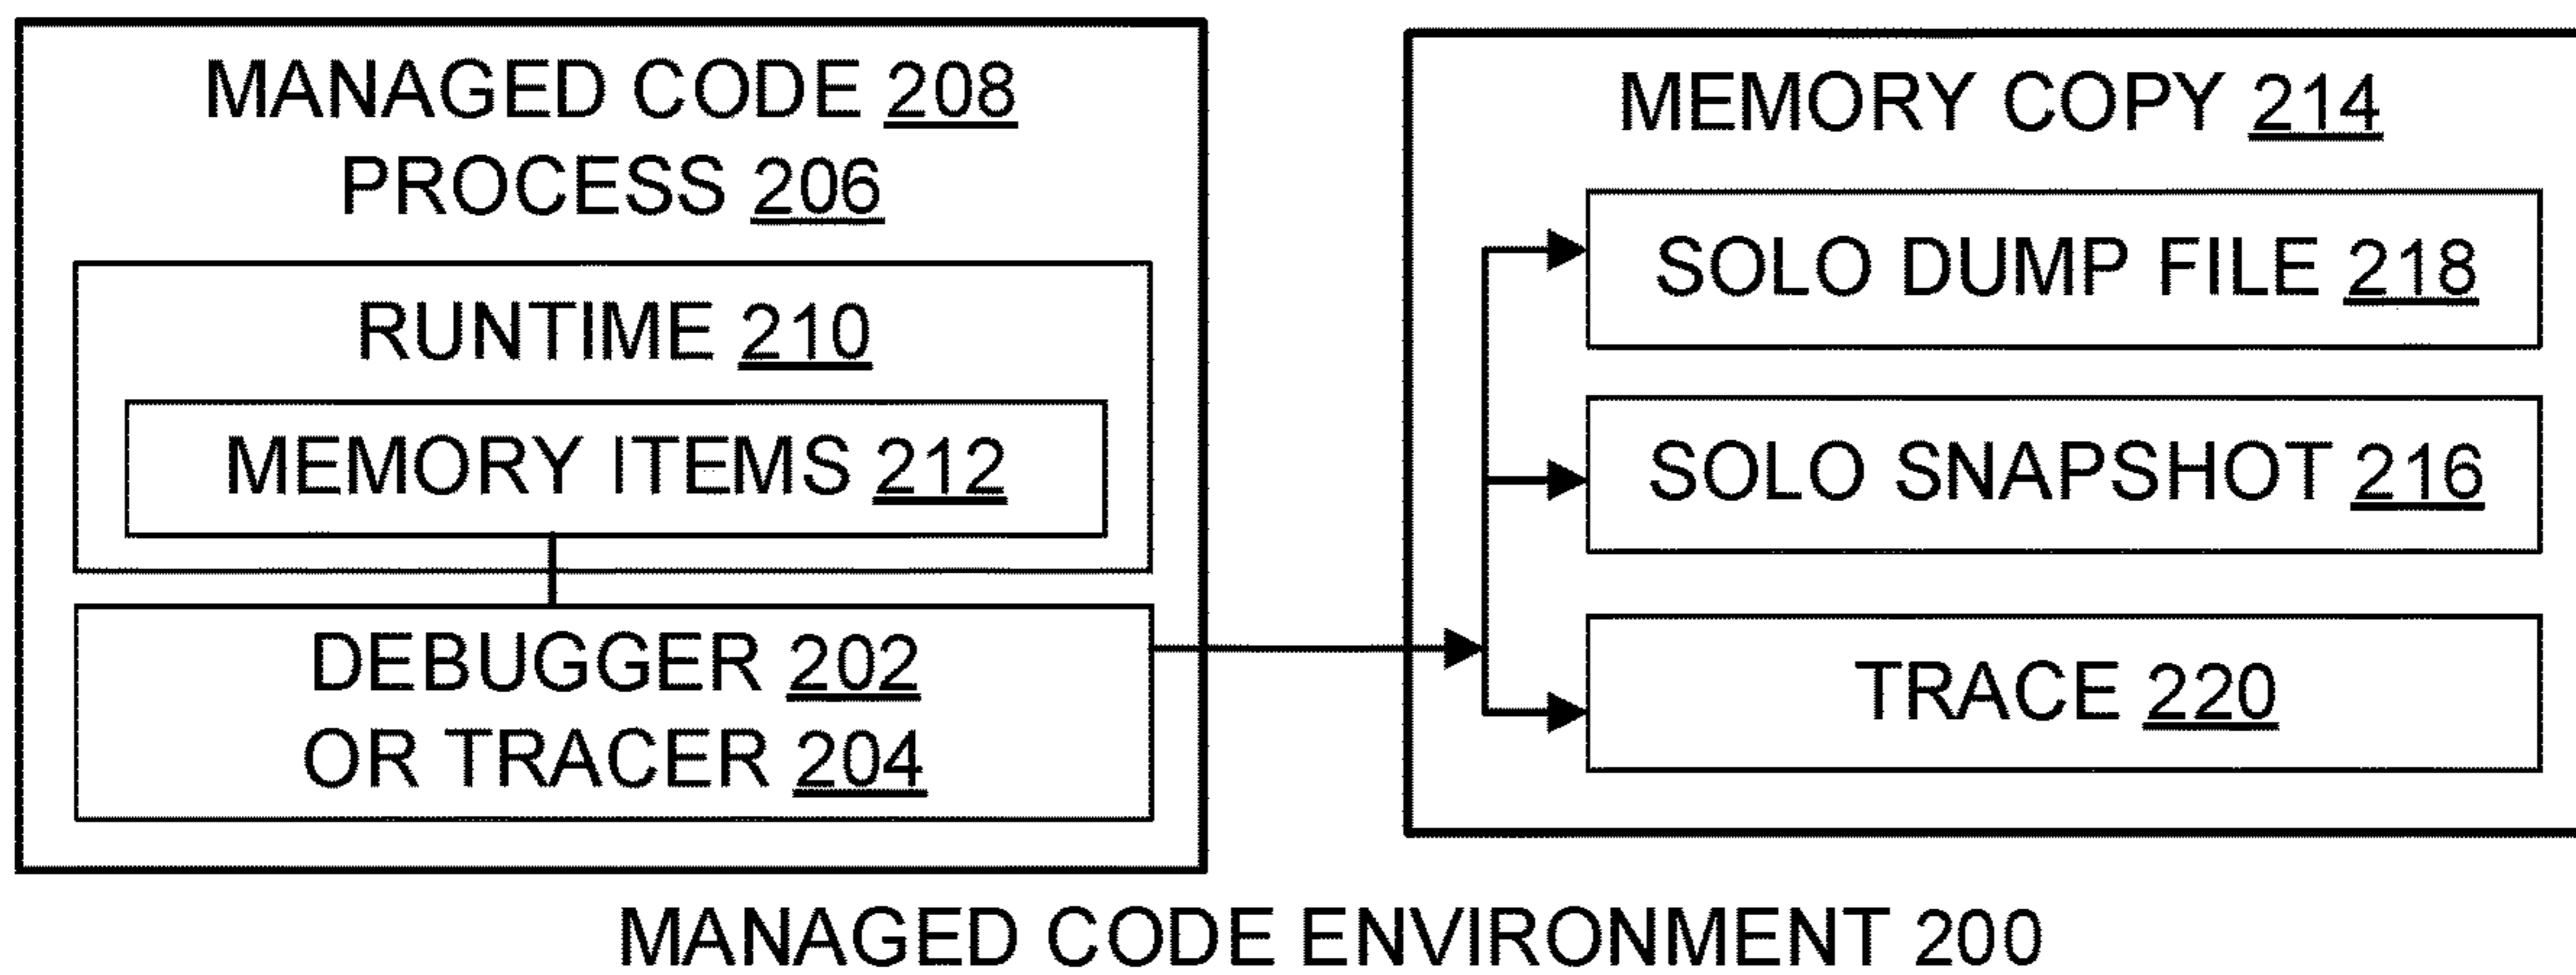 MANAGED CODE 208
PROCESS 206
RUNTIME 210
MEMORY ITEMS 212
DEBUGGER 202
OR TRACER 204
MEMORY COPY 214
SOLO DUMP FILE 218
SOLO SNAPSHOT 216
TRACE 220
MANAGED CODE ENVIRONMENT 200